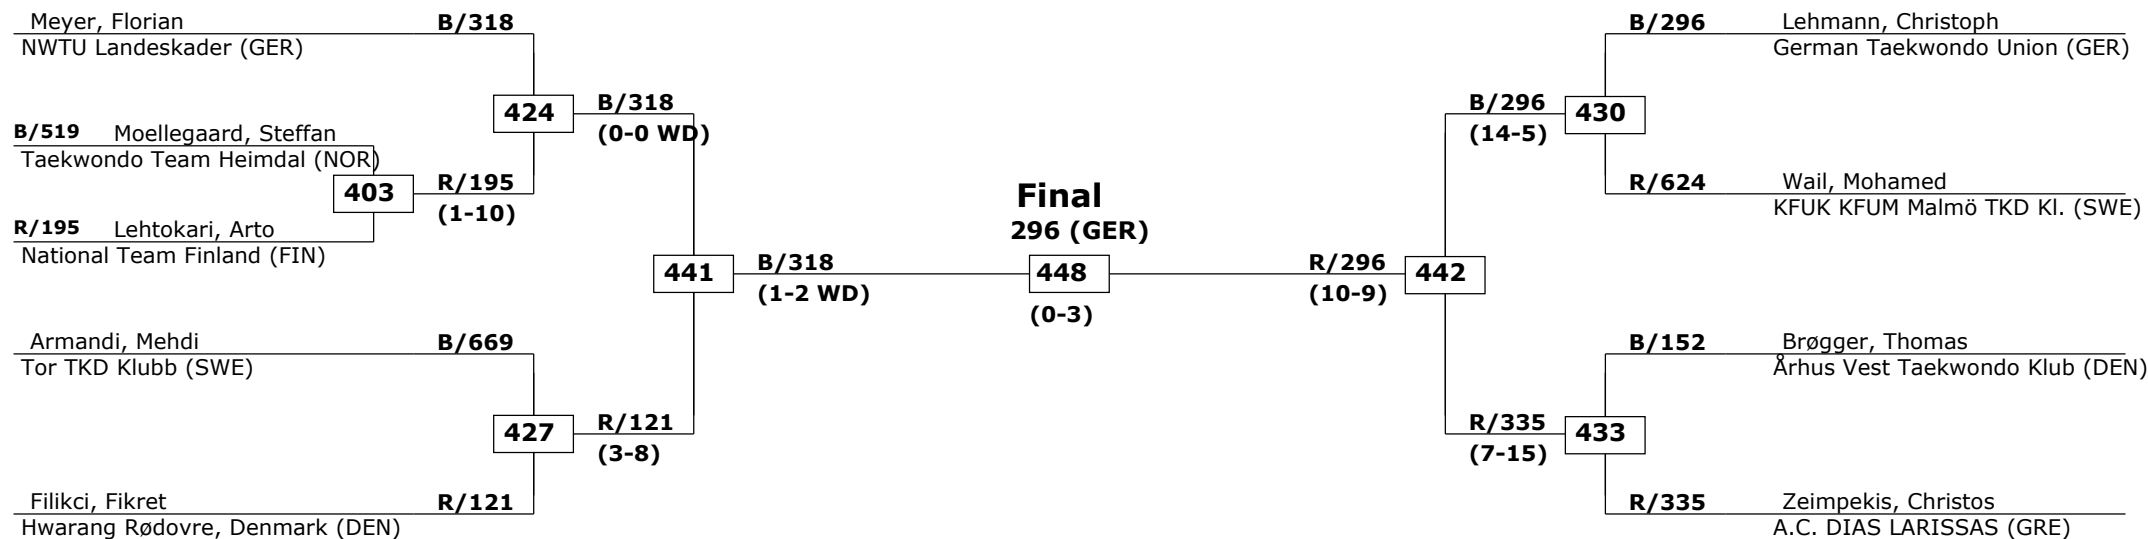 Meyer, Florian
B/318
NWTU Landeskader (GER)
424
B/318
(0-0 WD)
B/519 Moellegaard, Steffan
Taekwondo Team Heimdal (NOR)
403
R/195
(1-10)
R/195 Lehtokari, Arto
National Team Finland (FIN)
441
B/318
(1-2 WD)
Armandi, Mehdi
B/669
Tor TKD Klubb (SWE)
427
R/121
(3-8)
Filikci, Fikret
R/121
Hwarang Rødovre, Denmark (DEN)
Final
296 (GER)
448
(0-3)
B/296
Lehmann, Christoph
German Taekwondo Union (GER)
B/296
(14-5)
430
R/624
Wail, Mohamed
KFUK KFUM Malmö TKD Kl. (SWE)
R/296
(10-9)
442
B/152
Brøgger, Thomas
Århus Vest Taekwondo Klub (DEN)
R/335
(7-15)
433
R/335
Zeimpekis, Christos
A.C. DIAS LARISSAS (GRE)